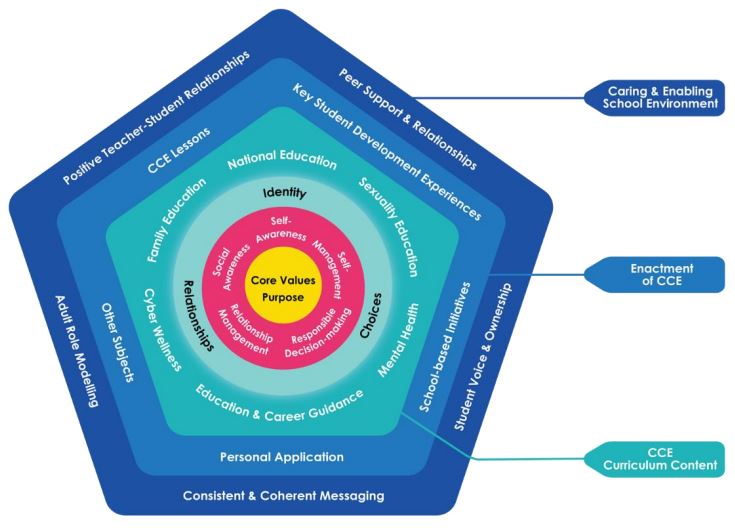 Positive Teacher-Student Relationships
Peer Support & Relationships
Adult Role Modelling
Student Voice & Ownership
Consistent & Coherent Messaging
CCE Lessons
Key Student Development Experiences
Other Subjects
School-based Initiatives
Personal Application
National Education
Family Education
Sexuality Education
Cyber Wellness
Mental Health
Education & Career Guidance
Identity
Relationships
Choices
Self-
Awareness
Social
Awareness
Self-
Management
Relationship
Management
Responsible
Decision-making
Core Values
Purpose
Caring & Enabling
School Environment
Enactment
of CCE
CCE
Curriculum Content